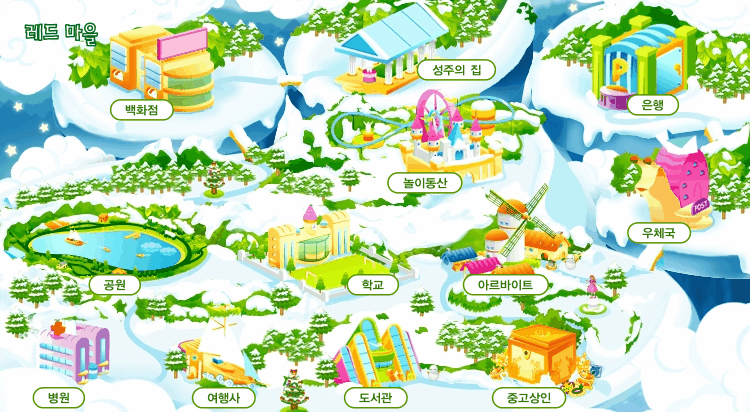 레드 마을
성주의 집
백화점
은행
놀이동산
POST
우체국
공원
학교
아르바이트
병원
여행사
도서관
중고상인